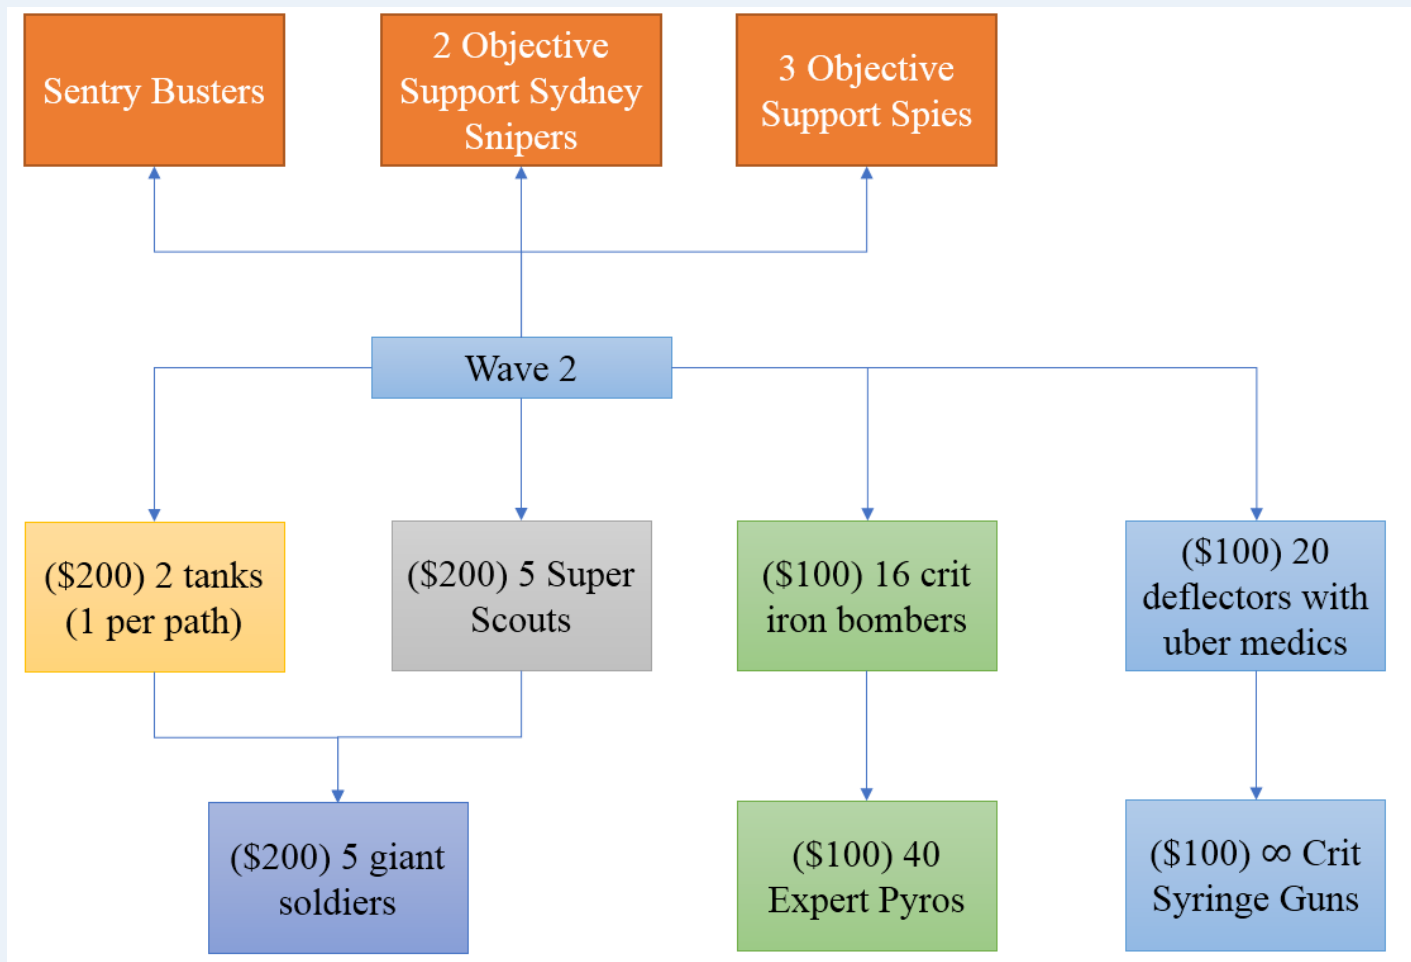 Sentry Busters
2 Objective
Support Sydney
Snipers
3 Objective
Support Spies
Wave 2
($200) 2 tanks
(1 per path)
($200) 5 Super
Scouts
($100) 16 crit
iron bombers
($100) 20
deflectors with
uber medics
($200) 5 giant
soldiers
($100) 40
Expert Pyros
($100) ∞ Crit
Syringe Guns